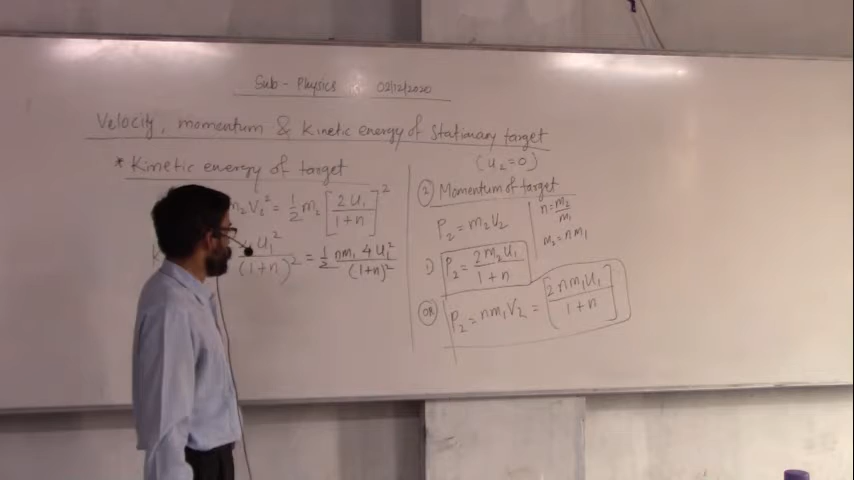 Sub - Physics 02/12/2020
Velocity, momentum & kinetic energy of stationary target
(u₂=0)
* Kinetic energy of target
m₂V₂² = 1/2 m₂ [2u₁/(1+n)]²
4u₁²/(1+n)² = 1/2 nm₁ 4u₁²/(1+n)²
② Momentum of target
P₂ = m₂V₂
n = m₂/m₁
m₂ = nm₁
1) P₂ = 2m₂u₁/(1+n)
OR P₂ = nm₁V₂ = [2nm₁u₁/(1+n)]